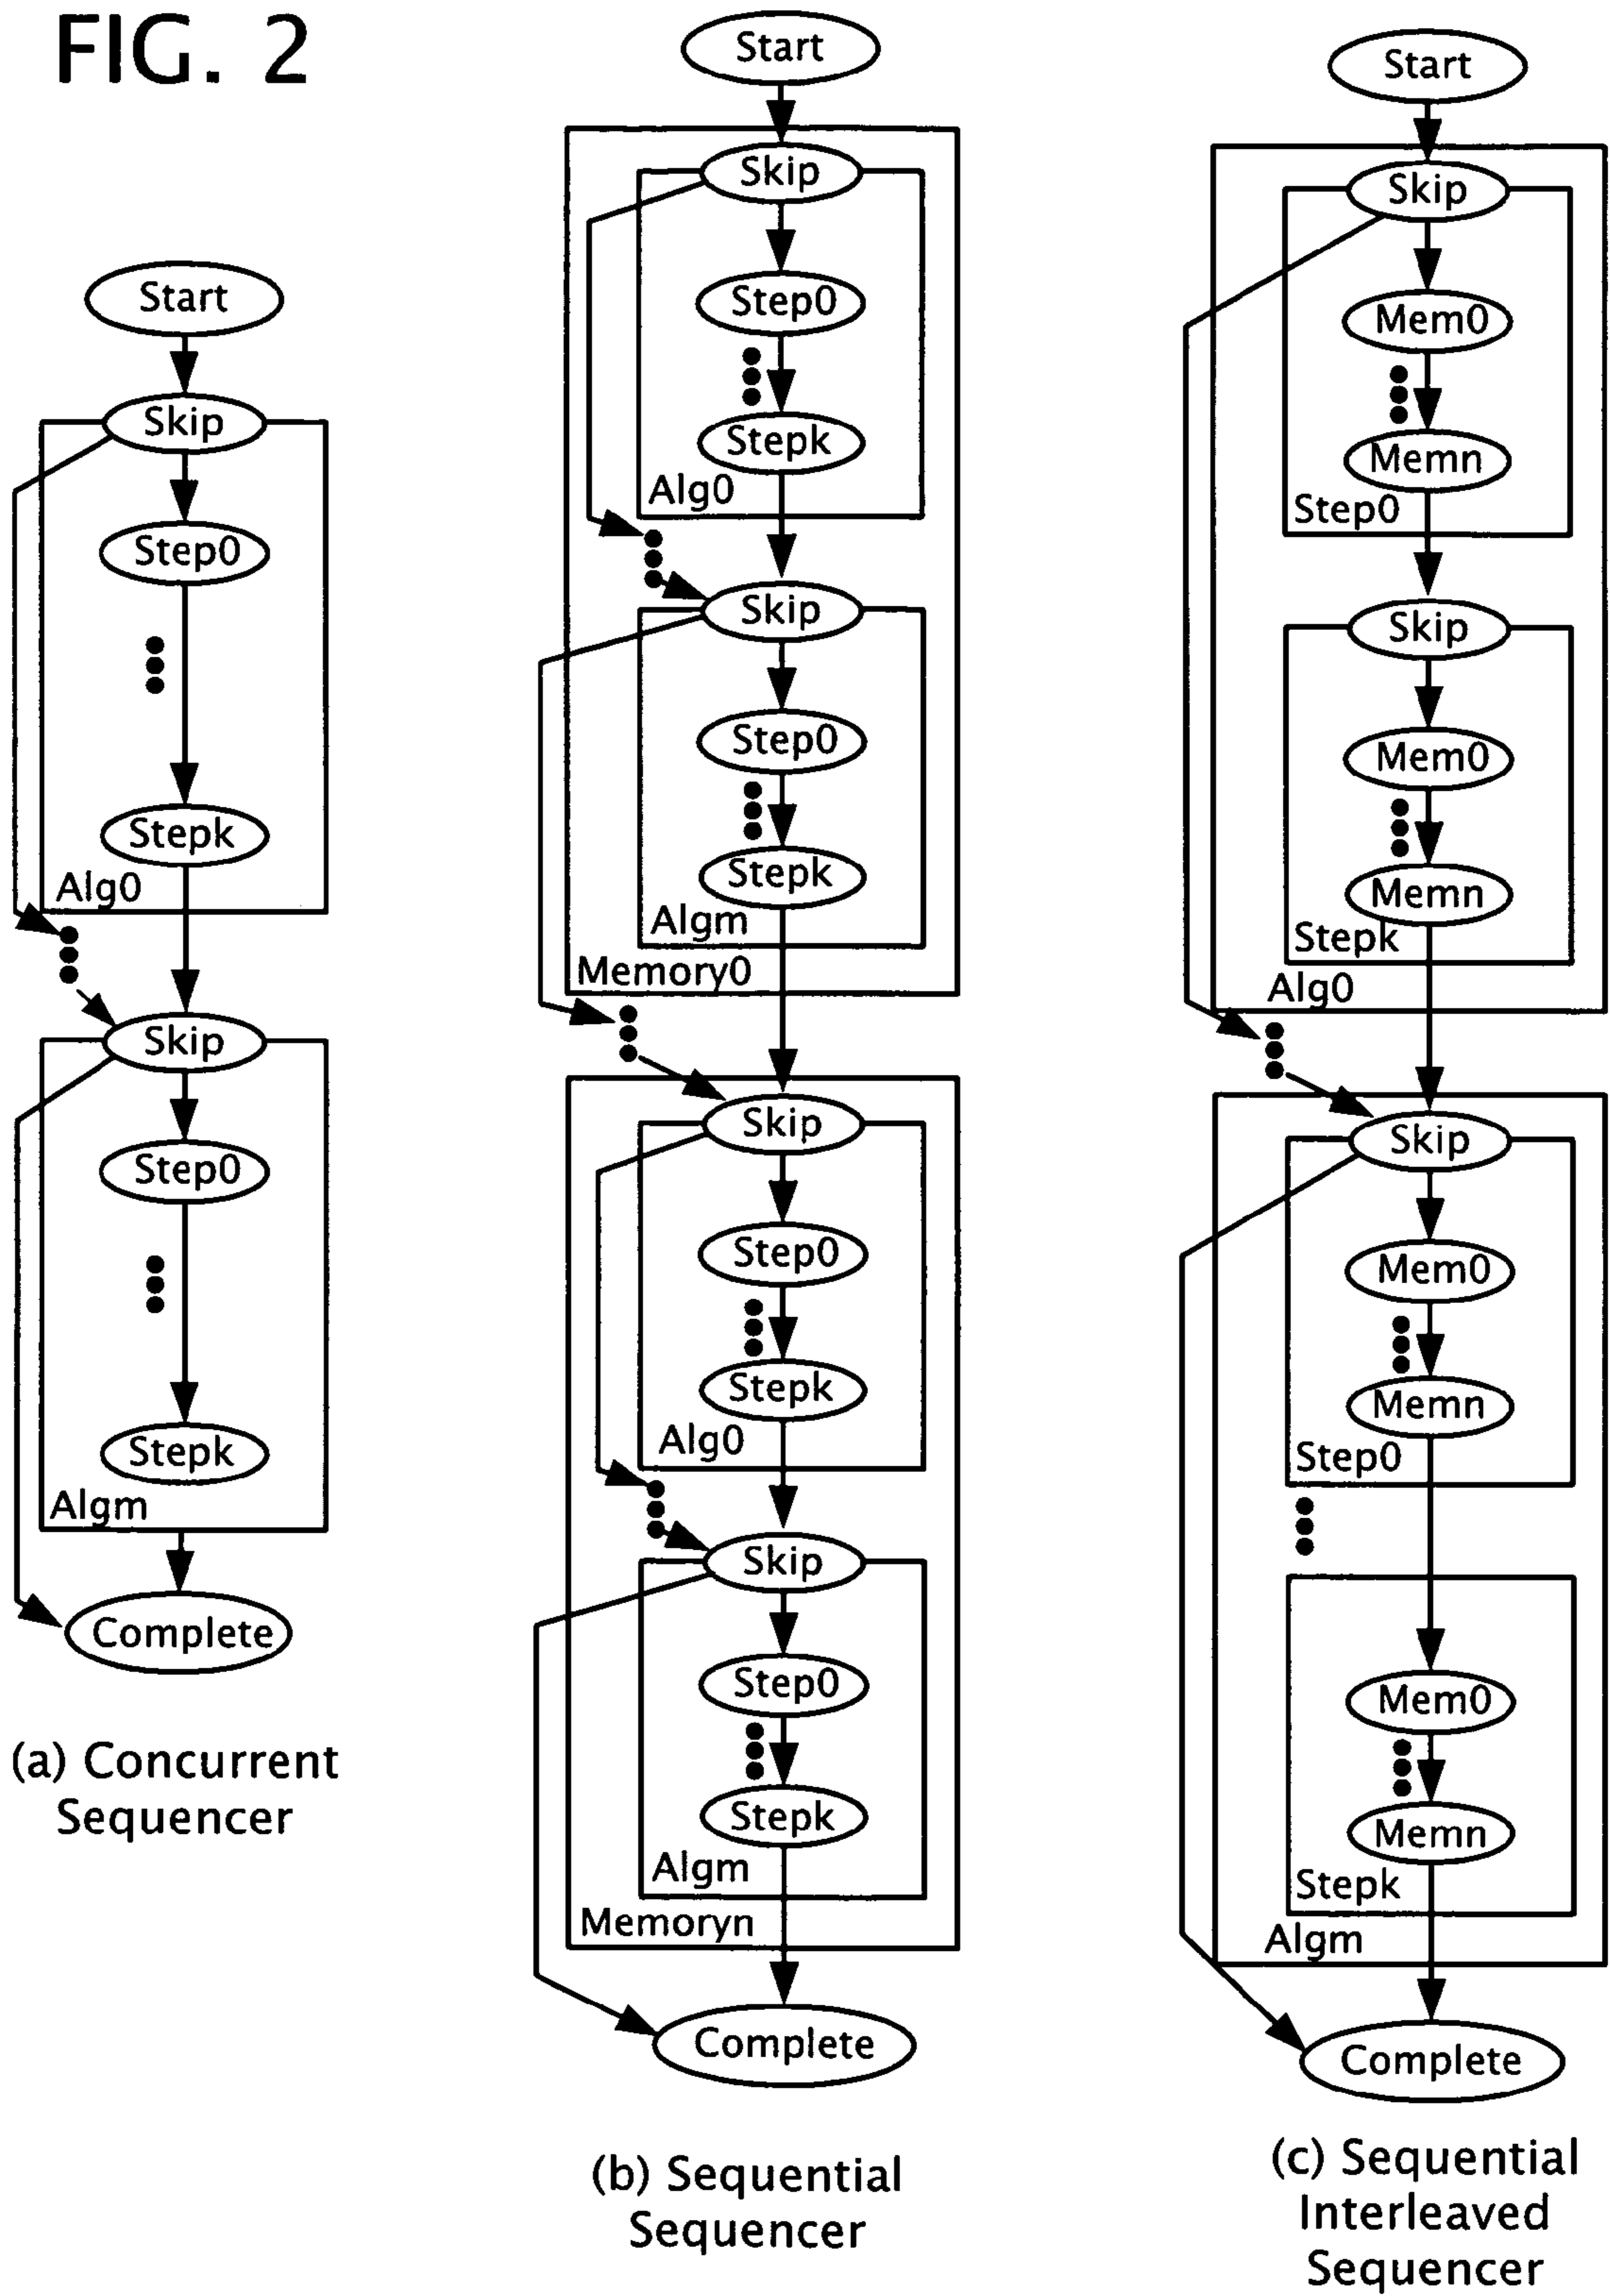 FIG. 2
Start
Skip
Step0
Stepk
Alg0
Skip
Step0
Stepk
Algm
Complete
(a) Concurrent
Sequencer
Start
Skip
Step0
Stepk
Alg0
Skip
Step0
Stepk
Algm
Memory0
Skip
Step0
Stepk
Alg0
Skip
Step0
Stepk
Algm
Memoryn
Complete
(b) Sequential
Sequencer
Start
Skip
Mem0
Memn
Step0
Skip
Mem0
Memn
Stepk
Alg0
Skip
Mem0
Memn
Step0
Mem0
Memn
Stepk
Algm
Complete
(c) Sequential
Interleaved
Sequencer